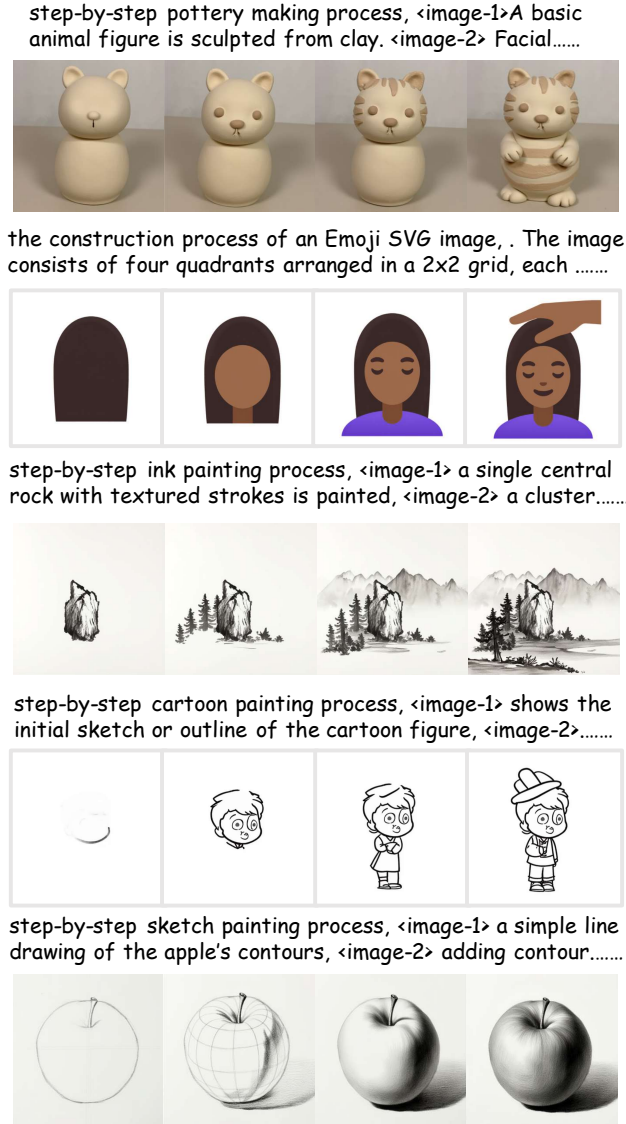 step-by-step pottery making process, <image-1>A basic
animal figure is sculpted from clay. <image-2> Facial......
the construction process of an Emoji SVG image, . The image
consists of four quadrants arranged in a 2x2 grid, each .......
step-by-step ink painting process, <image-1> a single central
rock with textured strokes is painted, <image-2> a cluster.......
step-by-step cartoon painting process, <image-1> shows the
initial sketch or outline of the cartoon figure, <image-2>.......
step-by-step sketch painting process, <image-1> a simple line
drawing of the apple's contours, <image-2> adding contour.......